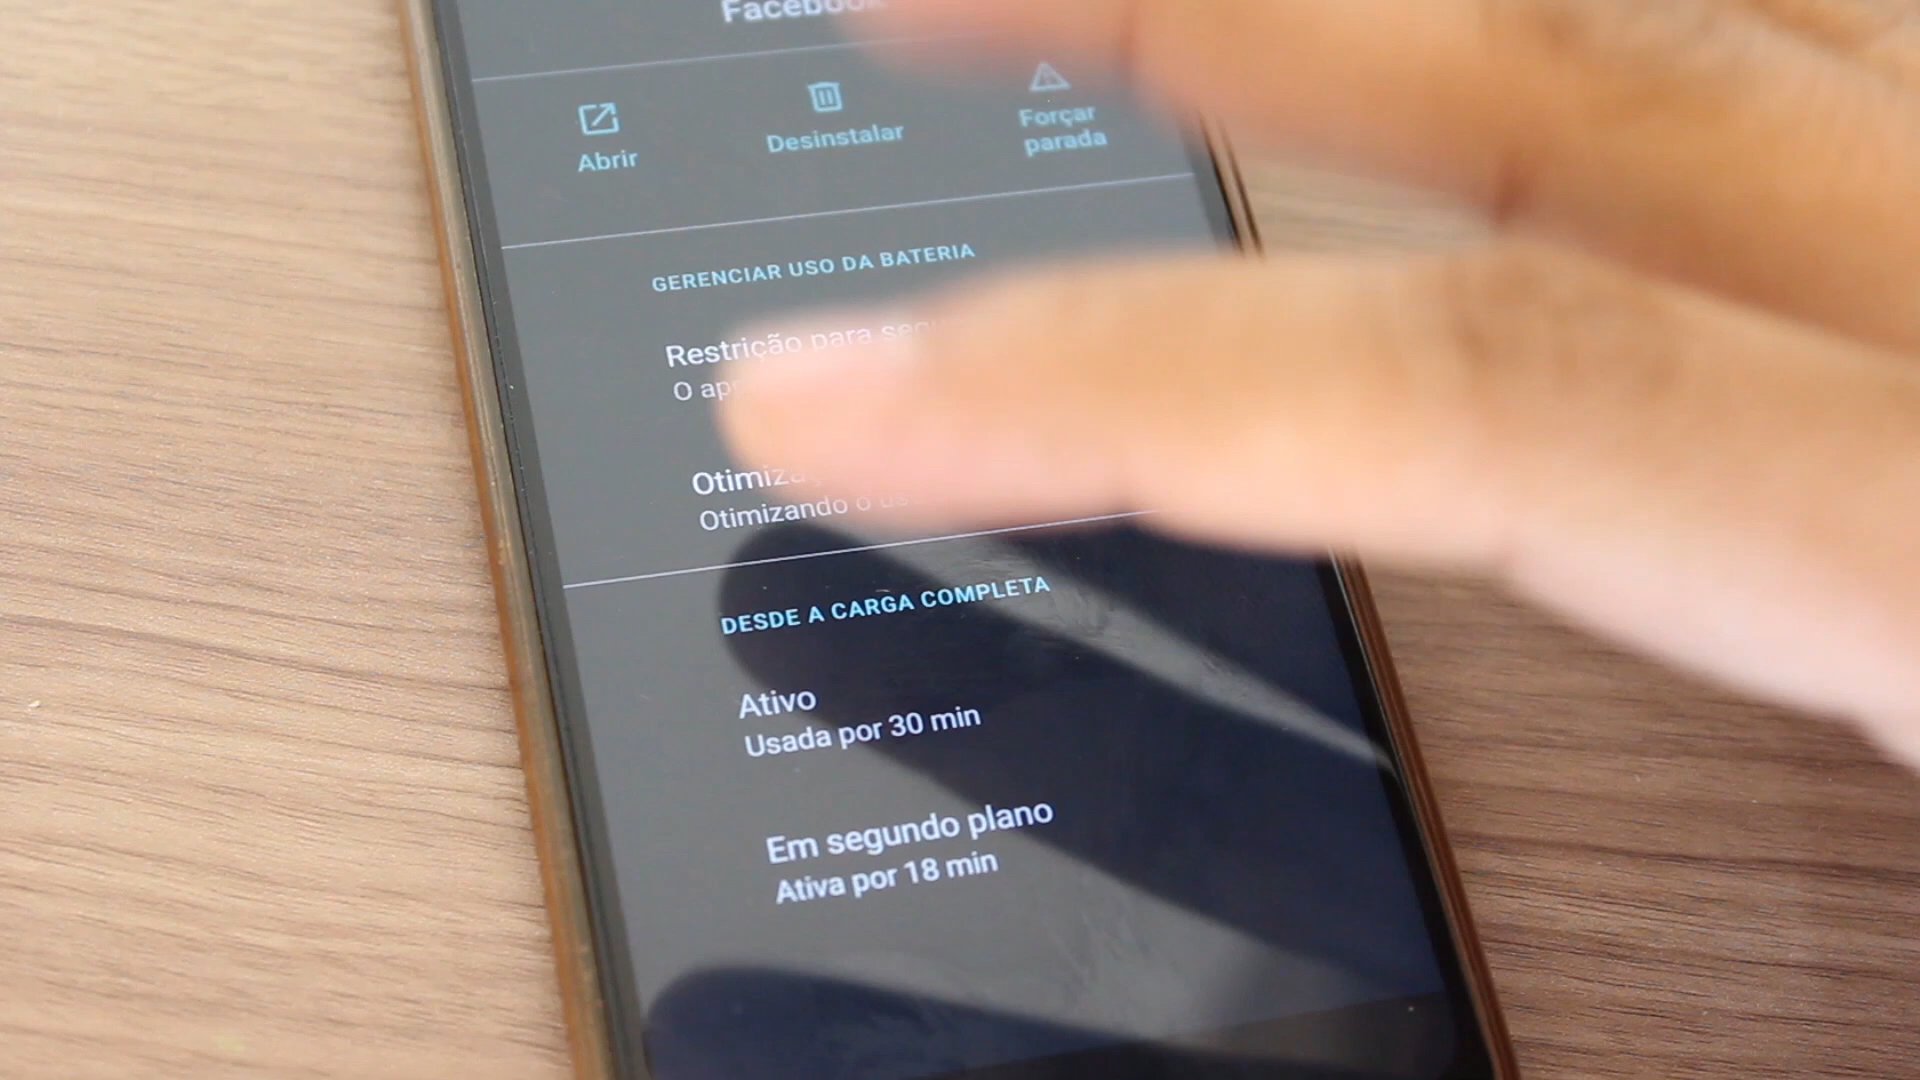 Facebook
Abrir
Desinstalar
Forçar
parada
GERENCIAR USO DA BATERIA
Restrição para
O
Otimizando o
DESDE A CARGA COMPLETA
Ativo
Usada por 30 min
Em segundo plano
Ativa por 18 min